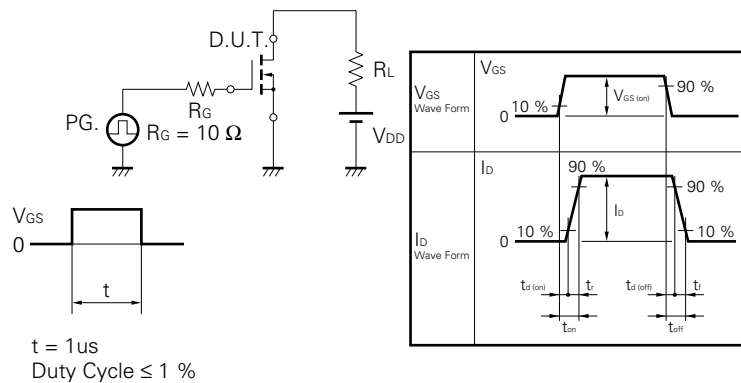 D.U.T.
RL
RG
PG.
RG = 10 Ω
VDD
VGS
0
t
t = 1us
Duty Cycle ≤ 1 %
VGS
Wave Form
VGS
10 %
0
VGS (on)
90 %
ID
Wave Form
ID
90 %
90 %
10 %
0
ID
10 %
td (on)
tr
td (off)
tf
ton
toff